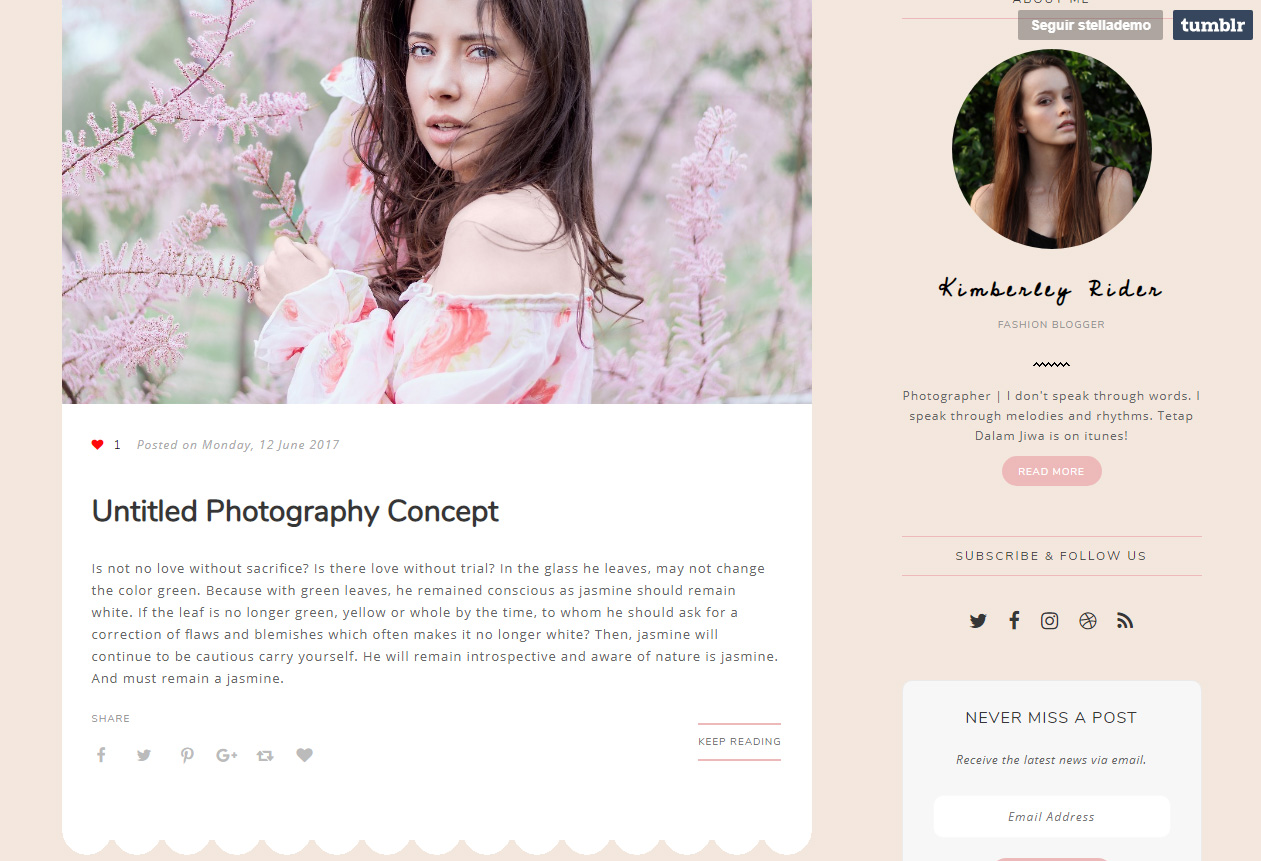 ABOUT ME
Seguir stellademo
tumblr
1 Posted on Monday, 12 June 2017
Untitled Photography Concept
Is not no love without sacrifice? Is there love without trial? In the glass he leaves, may not change
the color green. Because with green leaves, he remained conscious as jasmine should remain
white. If the leaf is no longer green, yellow or whole by the time, to whom he should ask for a
correction of flaws and blemishes which often makes it no longer white? Then, jasmine will
continue to be cautious carry yourself. He will remain introspective and aware of nature is jasmine.
And must remain a jasmine.
SHARE
G+
KEEP READING
Kimberley Rider
FASHION BLOGGER
Photographer | I don't speak through words. I
speak through melodies and rhythms. Tetap
Dalam Jiwa is on itunes!
READ MORE
SUBSCRIBE & FOLLOW US
NEVER MISS A POST
Receive the latest news via email.
Email Address